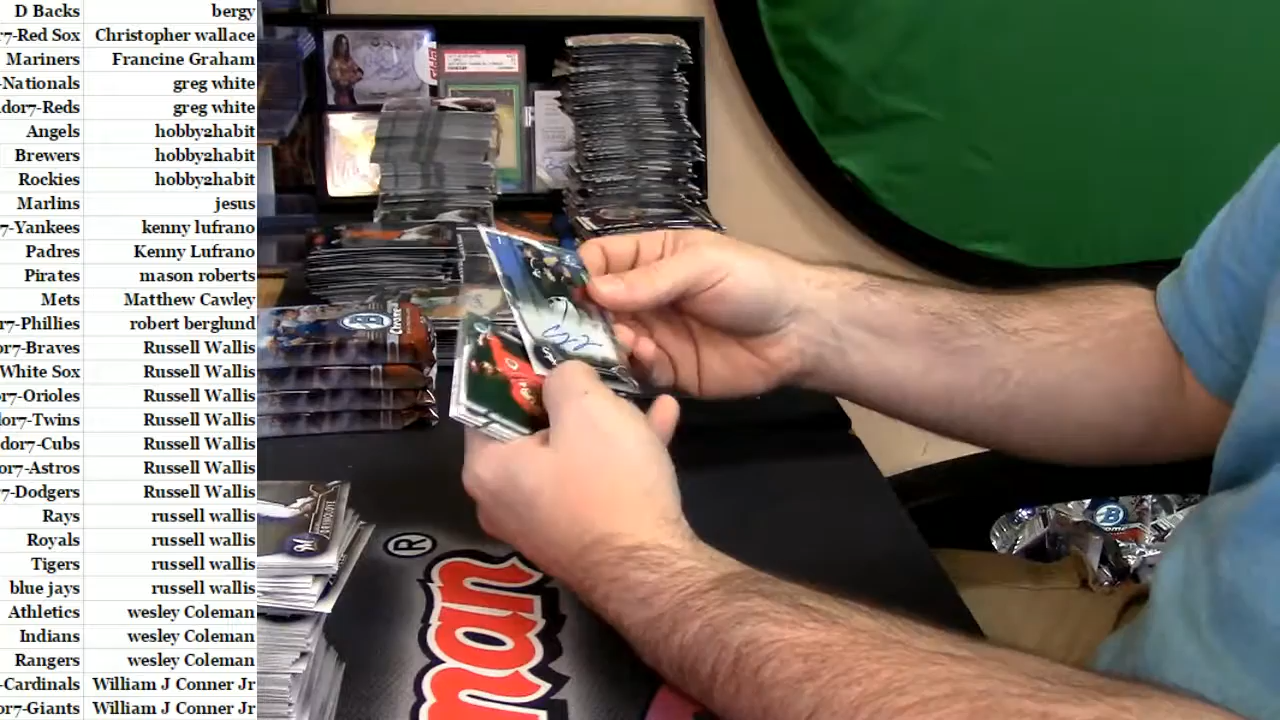 D Backs bergy
r7-Red Sox Christopher wallace
Mariners Francine Graham
-Nationals greg white
dor7-Reds greg white
Angels hobby2habit
Brewers hobby2habit
Rockies hobby2habit
Marlins jesus
7-Yankees kenny lufrano
Padres Kenny Lufrano
Pirates mason roberts
Mets Matthew Cawley
r7-Phillies robert berglund
or7-Braves Russell Wallis
White Sox Russell Wallis
r7-Orioles Russell Wallis
lor7-Twins Russell Wallis
dor7-Cubs Russell Wallis
or7-Astros Russell Wallis
7-Dodgers Russell Wallis
Rays russell wallis
Royals russell wallis
Tigers russell wallis
blue jays russell wallis
Athletics wesley Coleman
Indians wesley Coleman
Rangers wesley Coleman
-Cardinals William J Conner Jr
or7-Giants William J Conner Jr
Chrome
B
®
man